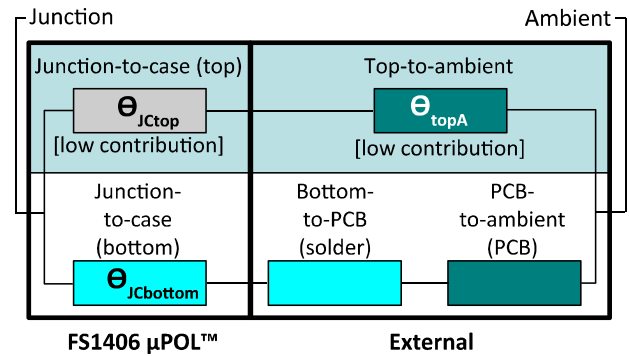 Junction
Ambient
Junction-to-case (top)
Top-to-ambient
ΘJCtop
ΘtopA
[low contribution]
[low contribution]
Junction-
to-case
(bottom)
Bottom-
to-PCB
(solder)
PCB-
to-ambient
(PCB)
ΘJCbottom
FS1406 µPOL™
External